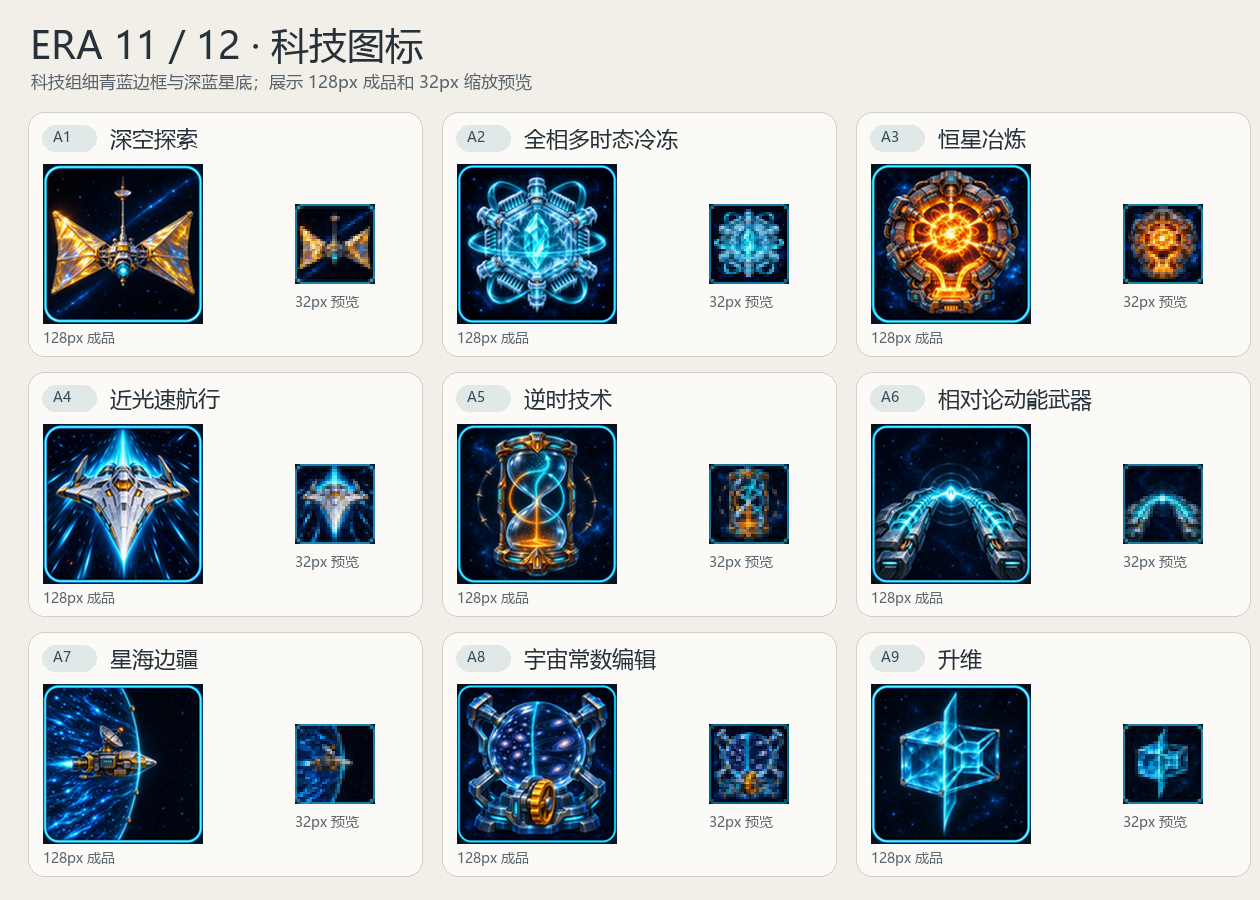 ERA 11 / 12 · 科技图标
科技组细青蓝边框与深蓝星底；展示 128px 成品和 32px 缩放预览
A1 深空探索
32px 预览
128px 成品
A2 全相多时态冷冻
32px 预览
128px 成品
A3 恒星冶炼
32px 预览
128px 成品
A4 近光速航行
32px 预览
128px 成品
A5 逆时技术
32px 预览
128px 成品
A6 相对论动能武器
32px 预览
128px 成品
A7 星海边疆
32px 预览
128px 成品
A8 宇宙常数编辑
32px 预览
128px 成品
A9 升维
32px 预览
128px 成品